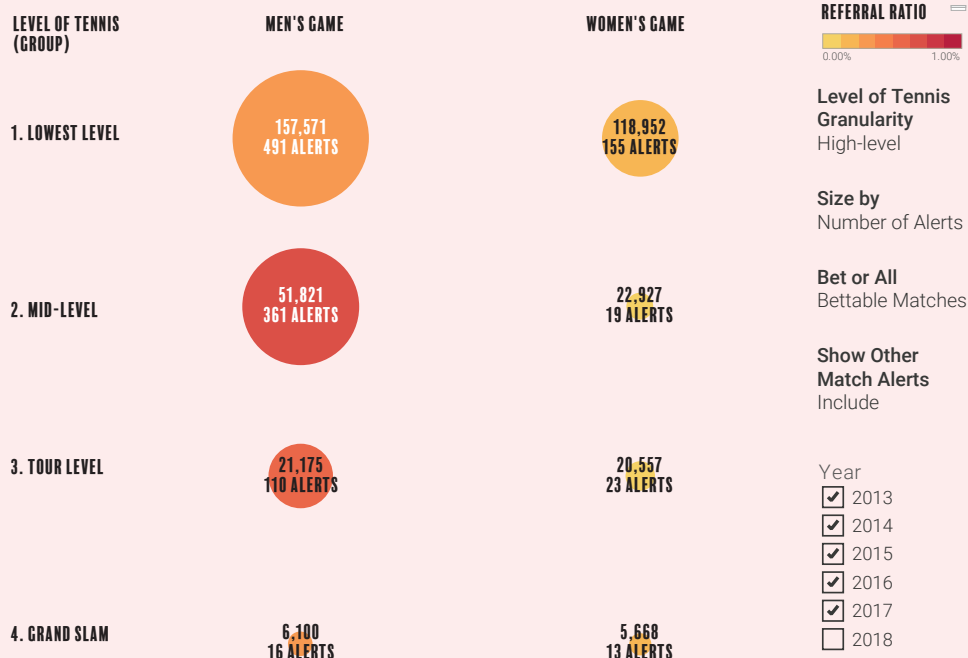 LEVEL OF TENNIS
(GROUP)
MEN'S GAME
WOMEN'S GAME
1. LOWEST LEVEL
157,571
491 ALERTS
118,952
155 ALERTS
2. MID-LEVEL
51,821
361 ALERTS
22,927
19 ALERTS
3. TOUR LEVEL
21,175
110 ALERTS
20,557
23 ALERTS
4. GRAND SLAM
6,100
16 ALERTS
5,668
13 ALERTS
REFERRAL RATIO
0.00% 1.00%
Level of Tennis
Granularity
High-level
Size by
Number of Alerts
Bet or All
Bettable Matches
Show Other
Match Alerts
Include
Year
2013
2014
2015
2016
2017
2018